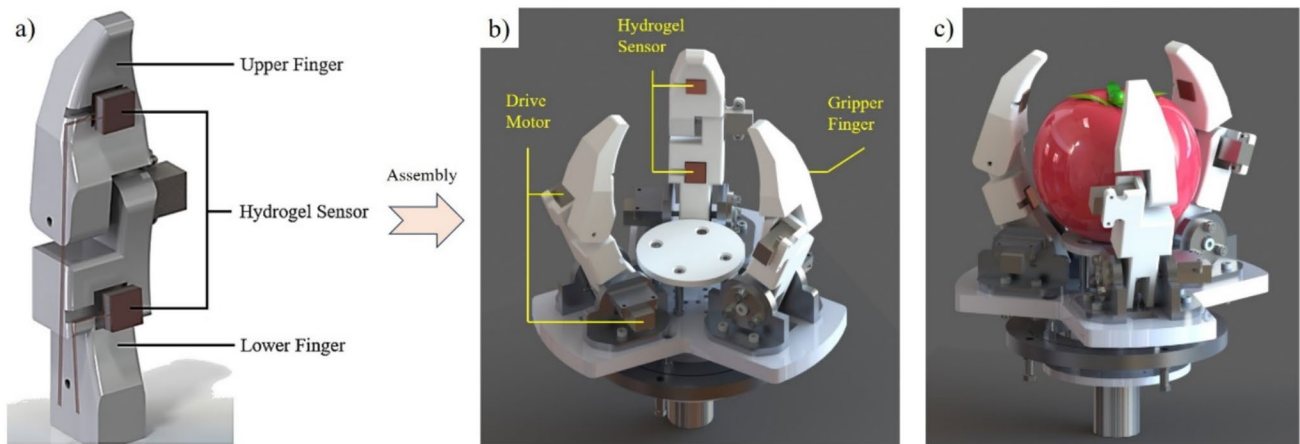 a)
Upper Finger
Hydrogel Sensor
Lower Finger
Assembly
b)
Hydrogel
Sensor
Drive
Motor
Gripper
Finger
c)